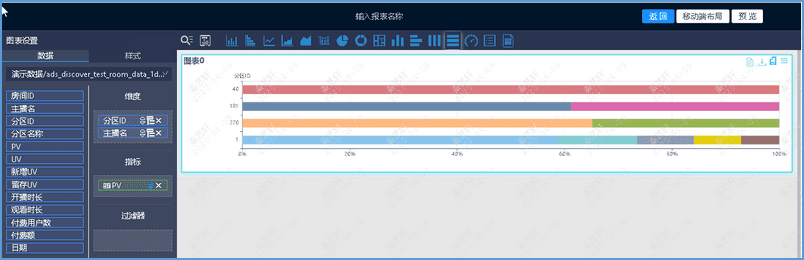 输入报表名称
返回 移动端布局 预览
图表设置
数据 样式
演示数据/ads_discover_test_room_data_1d...
维度
分区ID
主播名
指标
PV
过滤器
房间ID
主播名
分区ID
分区名称
PV
UV
新增UV
留存UV
开播时长
观看时长
付费用户数
付费额
日期
图表0
分区ID
40
181
270
1
0% 20% 40% 60% 80% 100%